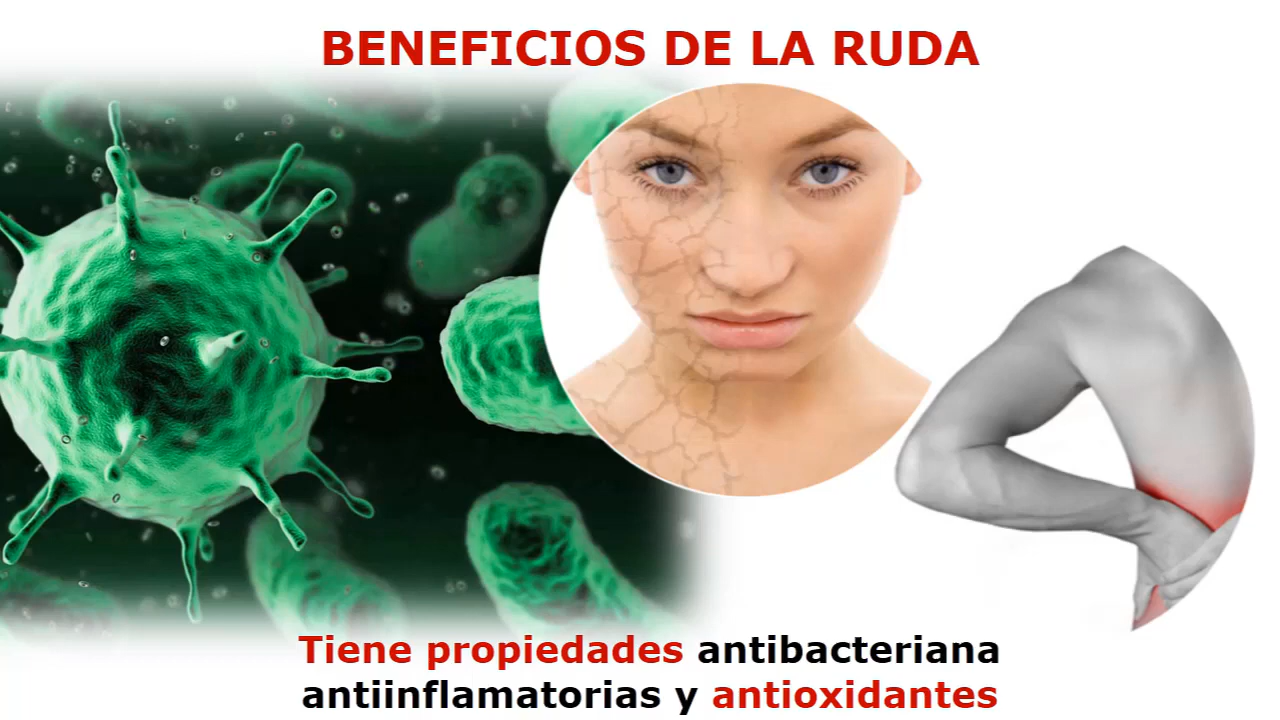 BENEFICIOS DE LA RUDA
Tiene propiedades antibacteriana
antiinflamatorias y antioxidantes